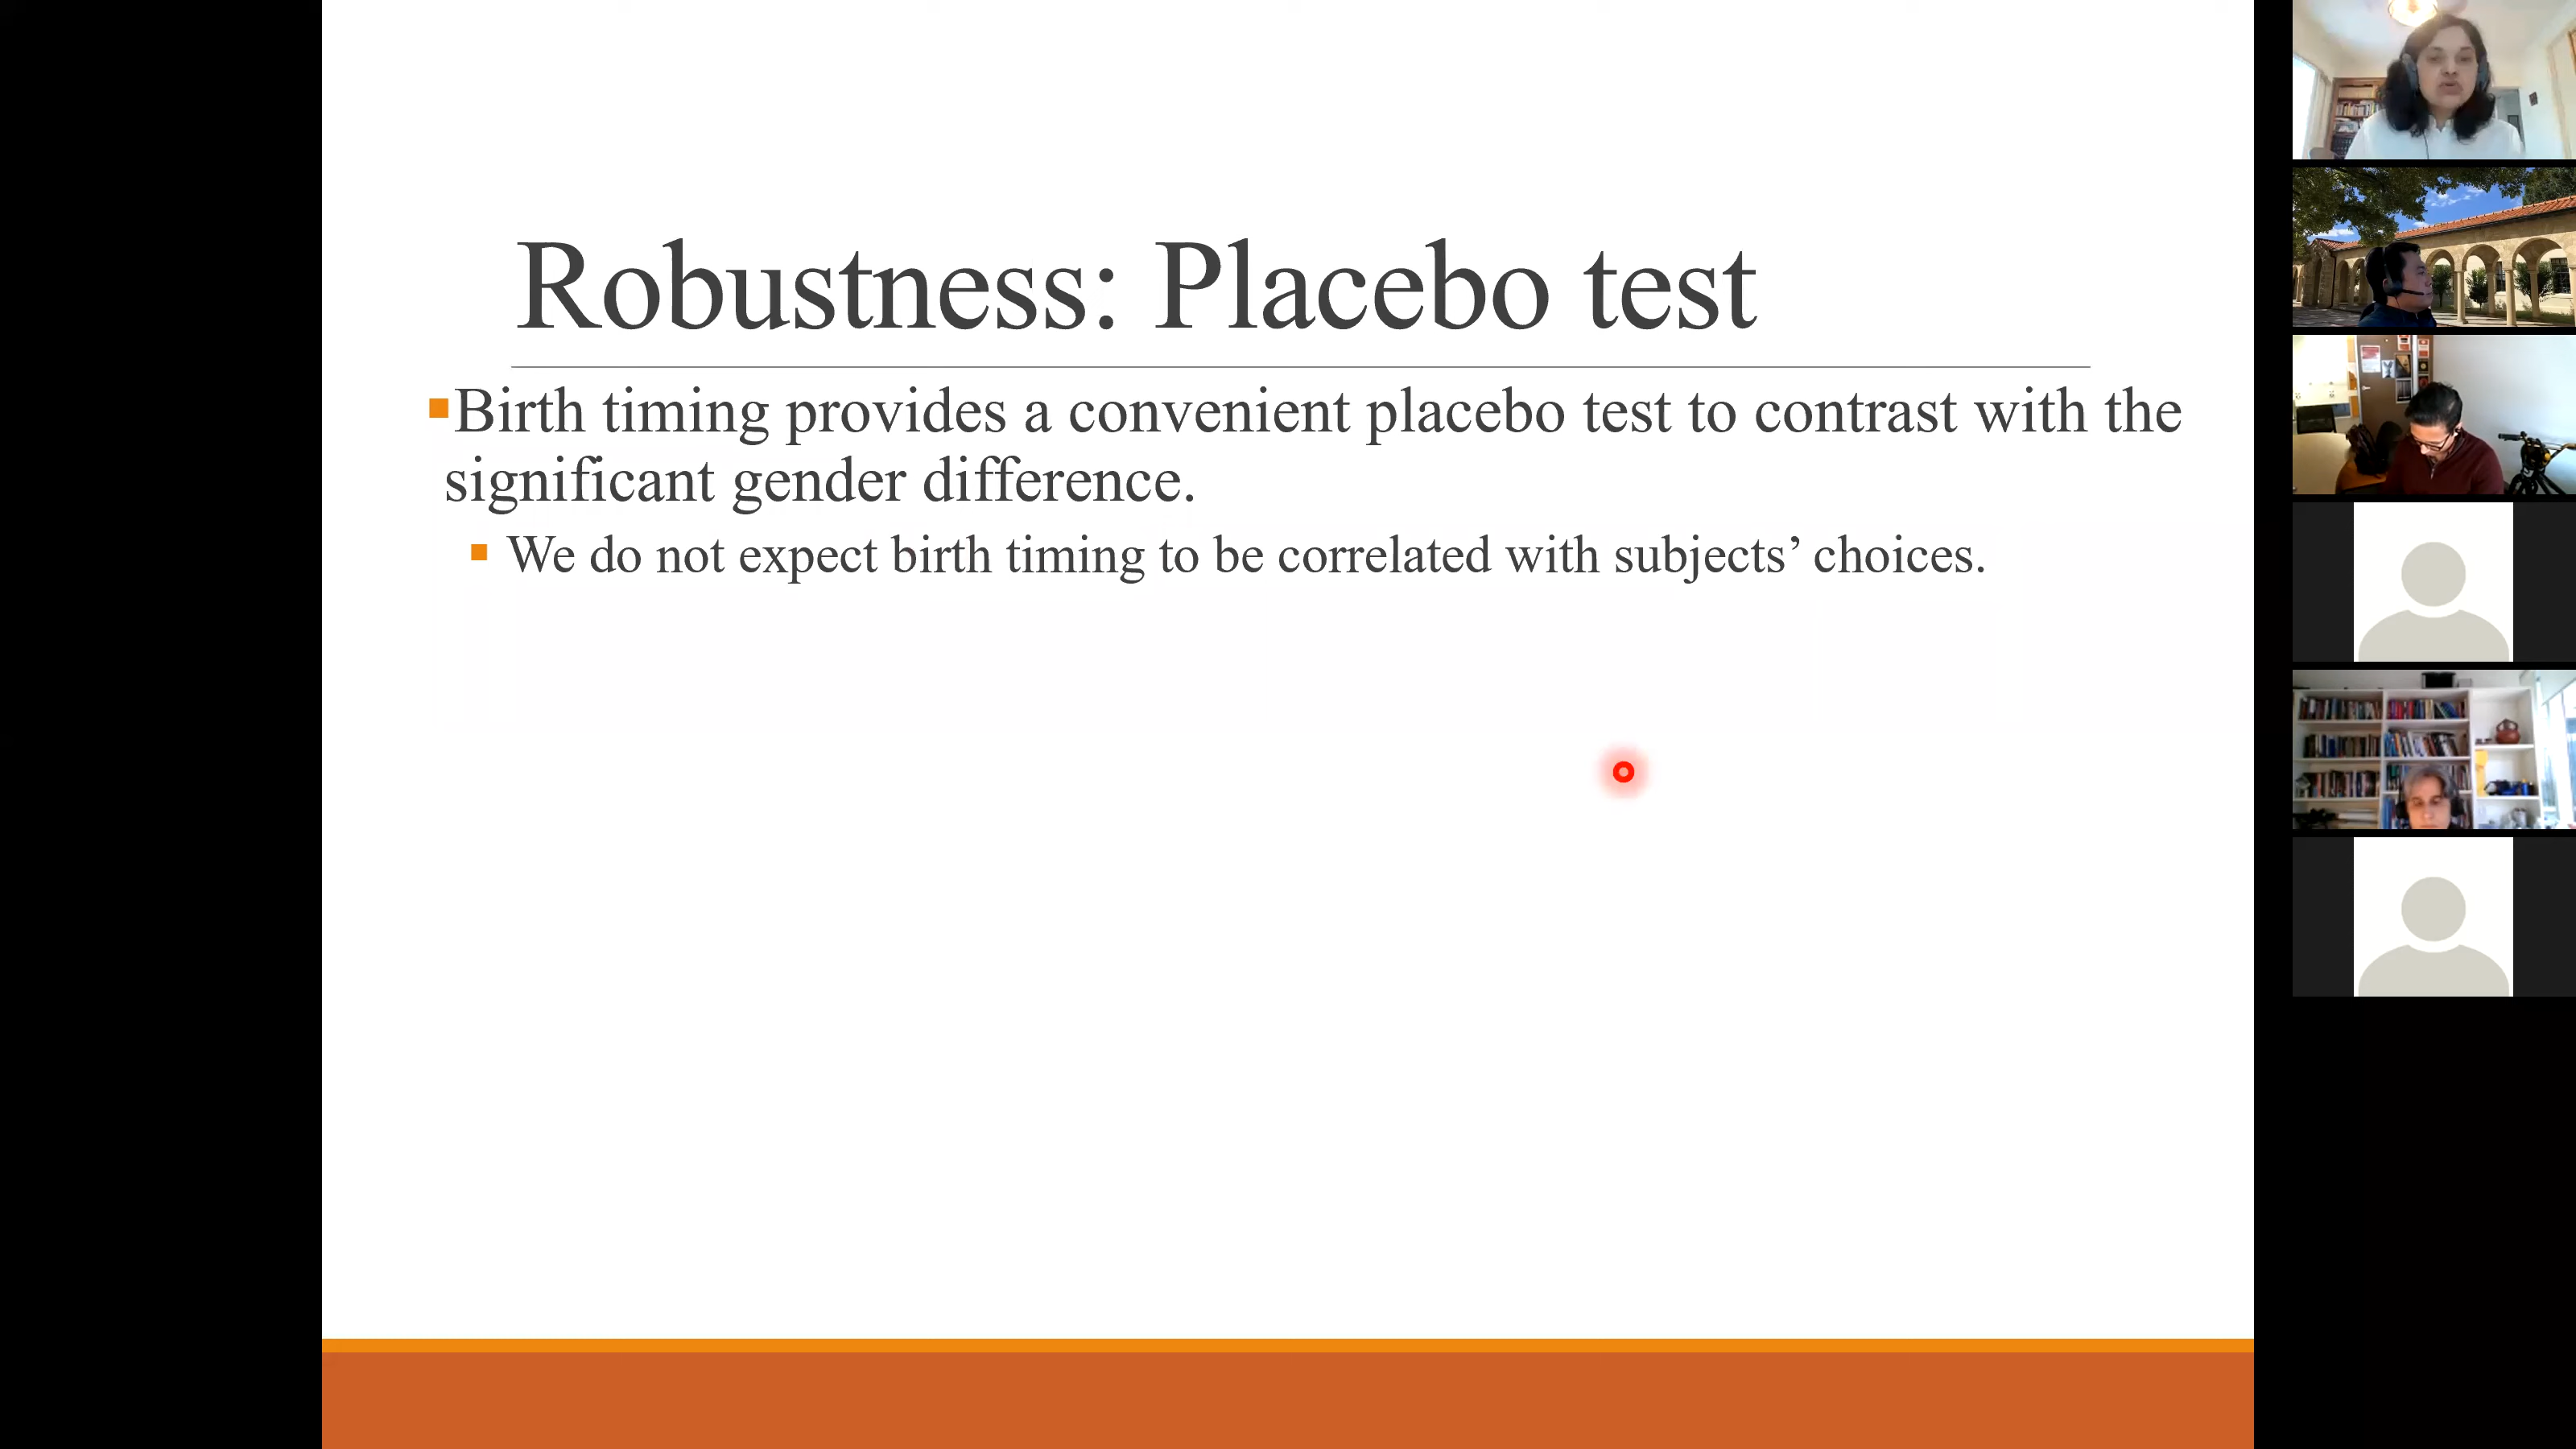 Robustness: Placebo test
Birth timing provides a convenient placebo test to contrast with the
significant gender difference.
We do not expect birth timing to be correlated with subjects’ choices.